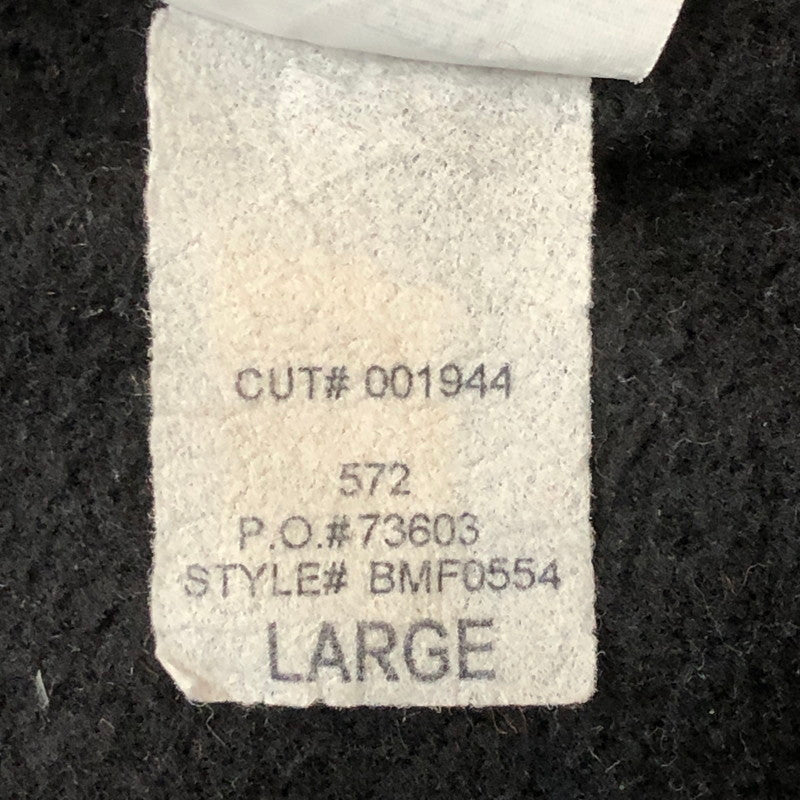 CUT# 001944
572
P.O.#73603
STYLE# BMF0554
LARGE